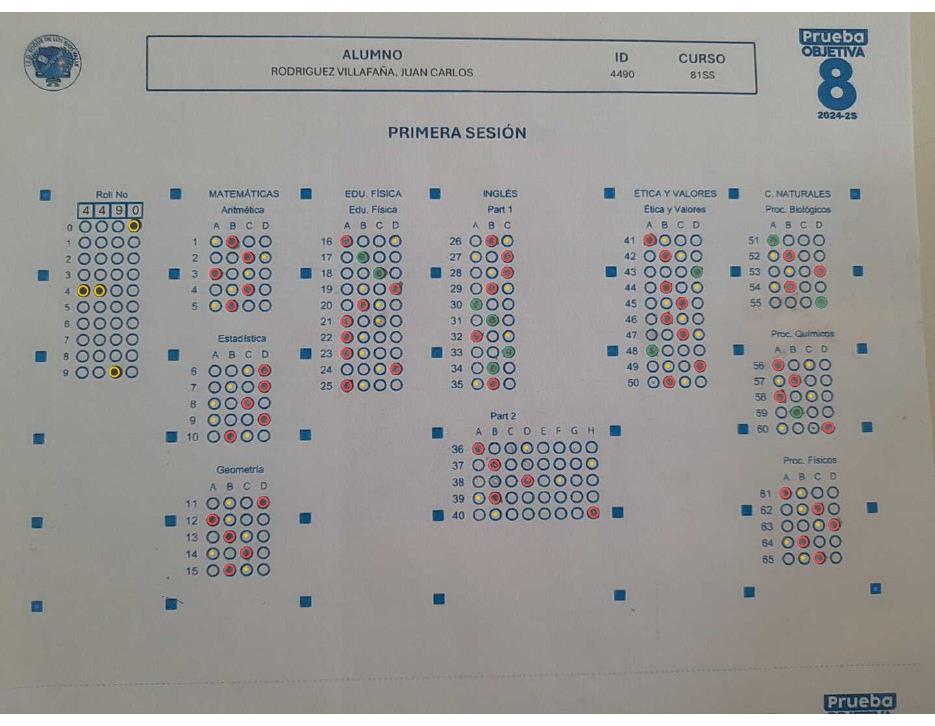 ALUMNO ID CURSO
RODRIGUEZ VILLAFAÑA, JUAN CARLOS 4490 81SS
Prueba
OBJETIVA
8
2024-25
PRIMERA SESIÓN
Roll No
4 4 9 0
0
1
2
3
4
5
6
7
8
9
MATEMÁTICAS
Aritmética
A B C D
1
2
3
4
5
Estadística
A B C D
6
7
8
9
10
Geometría
A B C D
11
12
13
14
15
EDU. FÍSICA
Edu. Física
A B C D
16
17
18
19
20
21
22
23
24
25
INGLÉS
Part 1
A B C
26
27
28
29
30
31
32
33
34
35
Part 2
A B C D E F G H
36
37
38
39
40
ÉTICA Y VALORES
Ética y Valores
A B C D
41
42
43
44
45
46
47
48
49
50
C. NATURALES
Proc. Biológicos
A B C D
51
52
53
54
55
Proc. Químicos
A B C D
56
57
58
59
60
Proc. Físicos
A B C D
61
62
63
64
65
Prueba